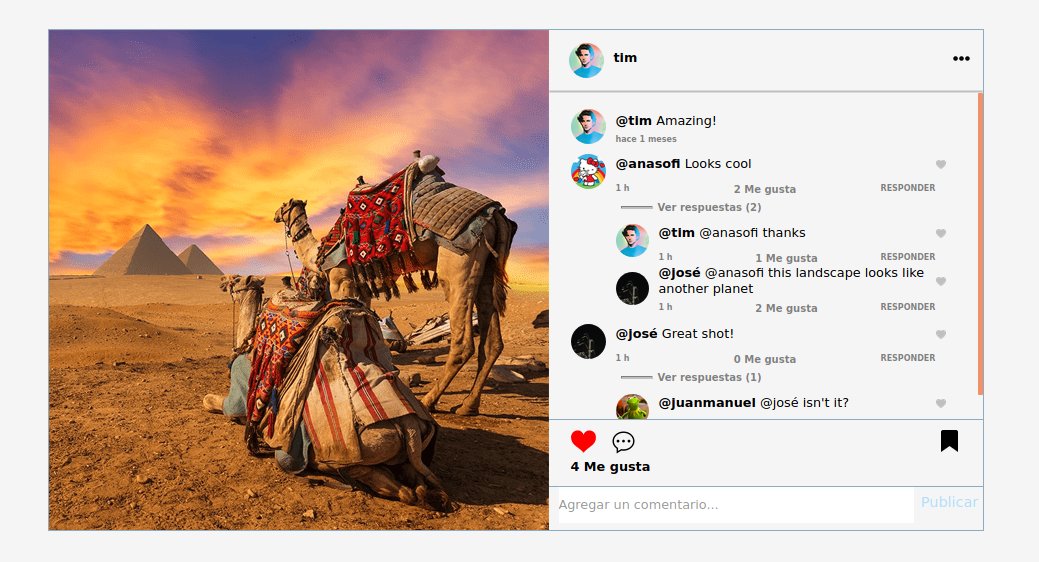 tim
@tim Amazing!
hace 1 meses
@anasofi Looks cool
1 h 2 Me gusta RESPONDER
Ver respuestas (2)
@tim @anasofi thanks
1 h 1 Me gusta RESPONDER
@josé @anasofi this landscape looks like
another planet
1 h 2 Me gusta RESPONDER
@josé Great shot!
1 h 0 Me gusta RESPONDER
Ver respuestas (1)
@juanmanuel @josé isn't it?
4 Me gusta
Agregar un comentario... Publicar